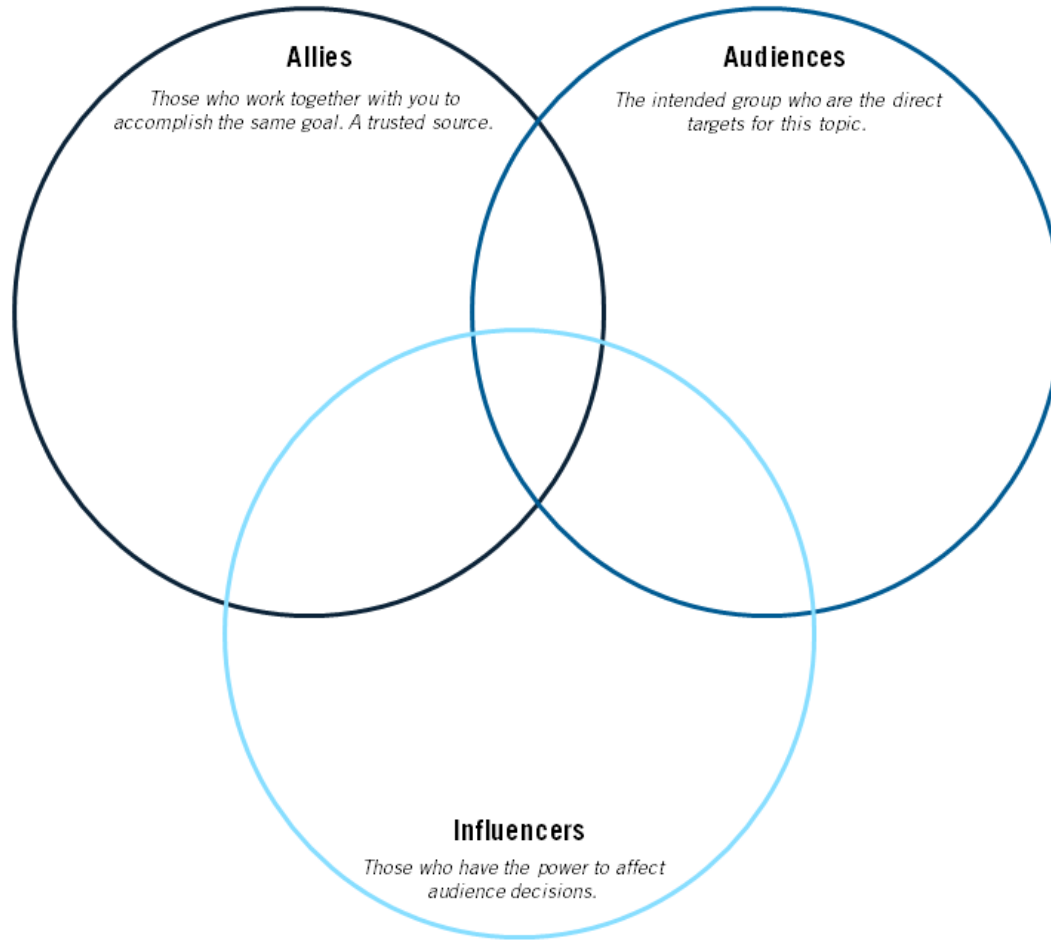 Allies
Those who work together with you to
accomplish the same goal. A trusted source.
Audiences
The intended group who are the direct
targets for this topic.
Influencers
Those who have the power to affect
audience decisions.